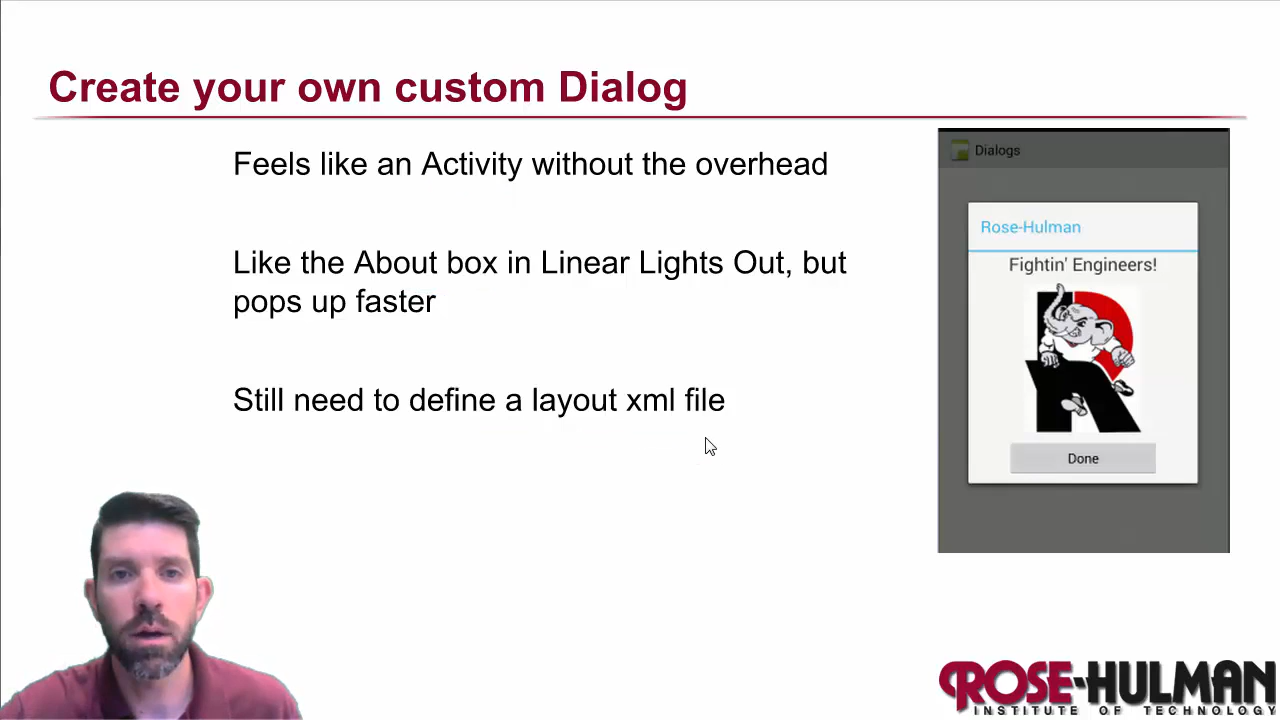 Create your own custom Dialog
Feels like an Activity without the overhead
Like the About box in Linear Lights Out, but
pops up faster
Still need to define a layout xml file
Dialogs
Rose-Hulman
Fightin' Engineers!
R
Done
ROSE-HULMAN
INSTITUTE OF TECHNOLOGY